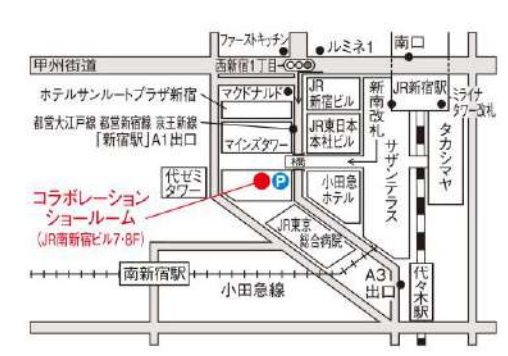 ファーストキッチン
ルミネ1
南口
甲州街道
西新宿1丁目
ホテルサンルートプラザ新宿
マクドナルド
JR
新宿ビル
新南改札
JR新宿駅
ミライナ
タワー改札
都営大江戸線 都営新宿線 京王新線
「新宿駅」A1出口
マインズタワー
JR東日本
本社ビル
サザンテラス
タカシマヤ
橋
代ゼミ
タワー
P
小田急
ホテル
コラボレーション
ショールーム
(JR南新宿ビル7・8F)
JR東京
総合病院
南新宿駅
小田急線
A3
出口
代々木駅